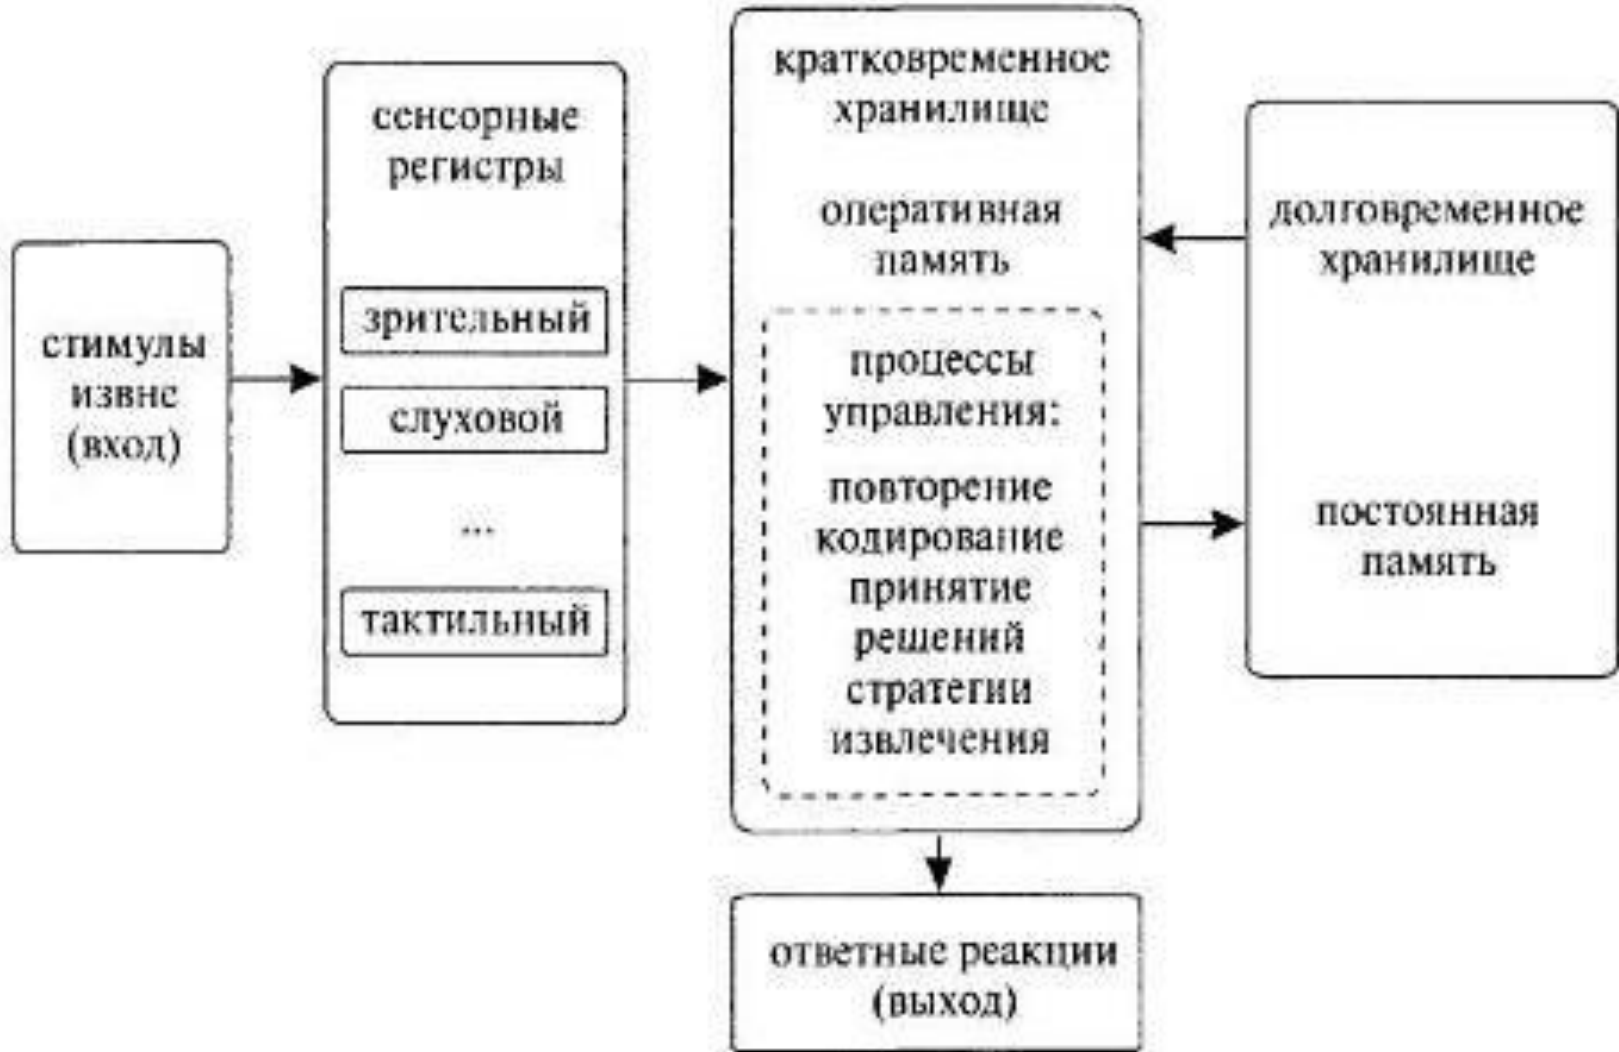 стимулы
извне
(вход)
сенсорные
регистры
зрительный
слуховой
...
тактильный
кратковременное
хранилище
оперативная
память
процессы
управления:
повторение
кодирование
принятие
решений
стратегии
извлечения
долговременное
хранилище
постоянная
память
ответные реакции
(выход)